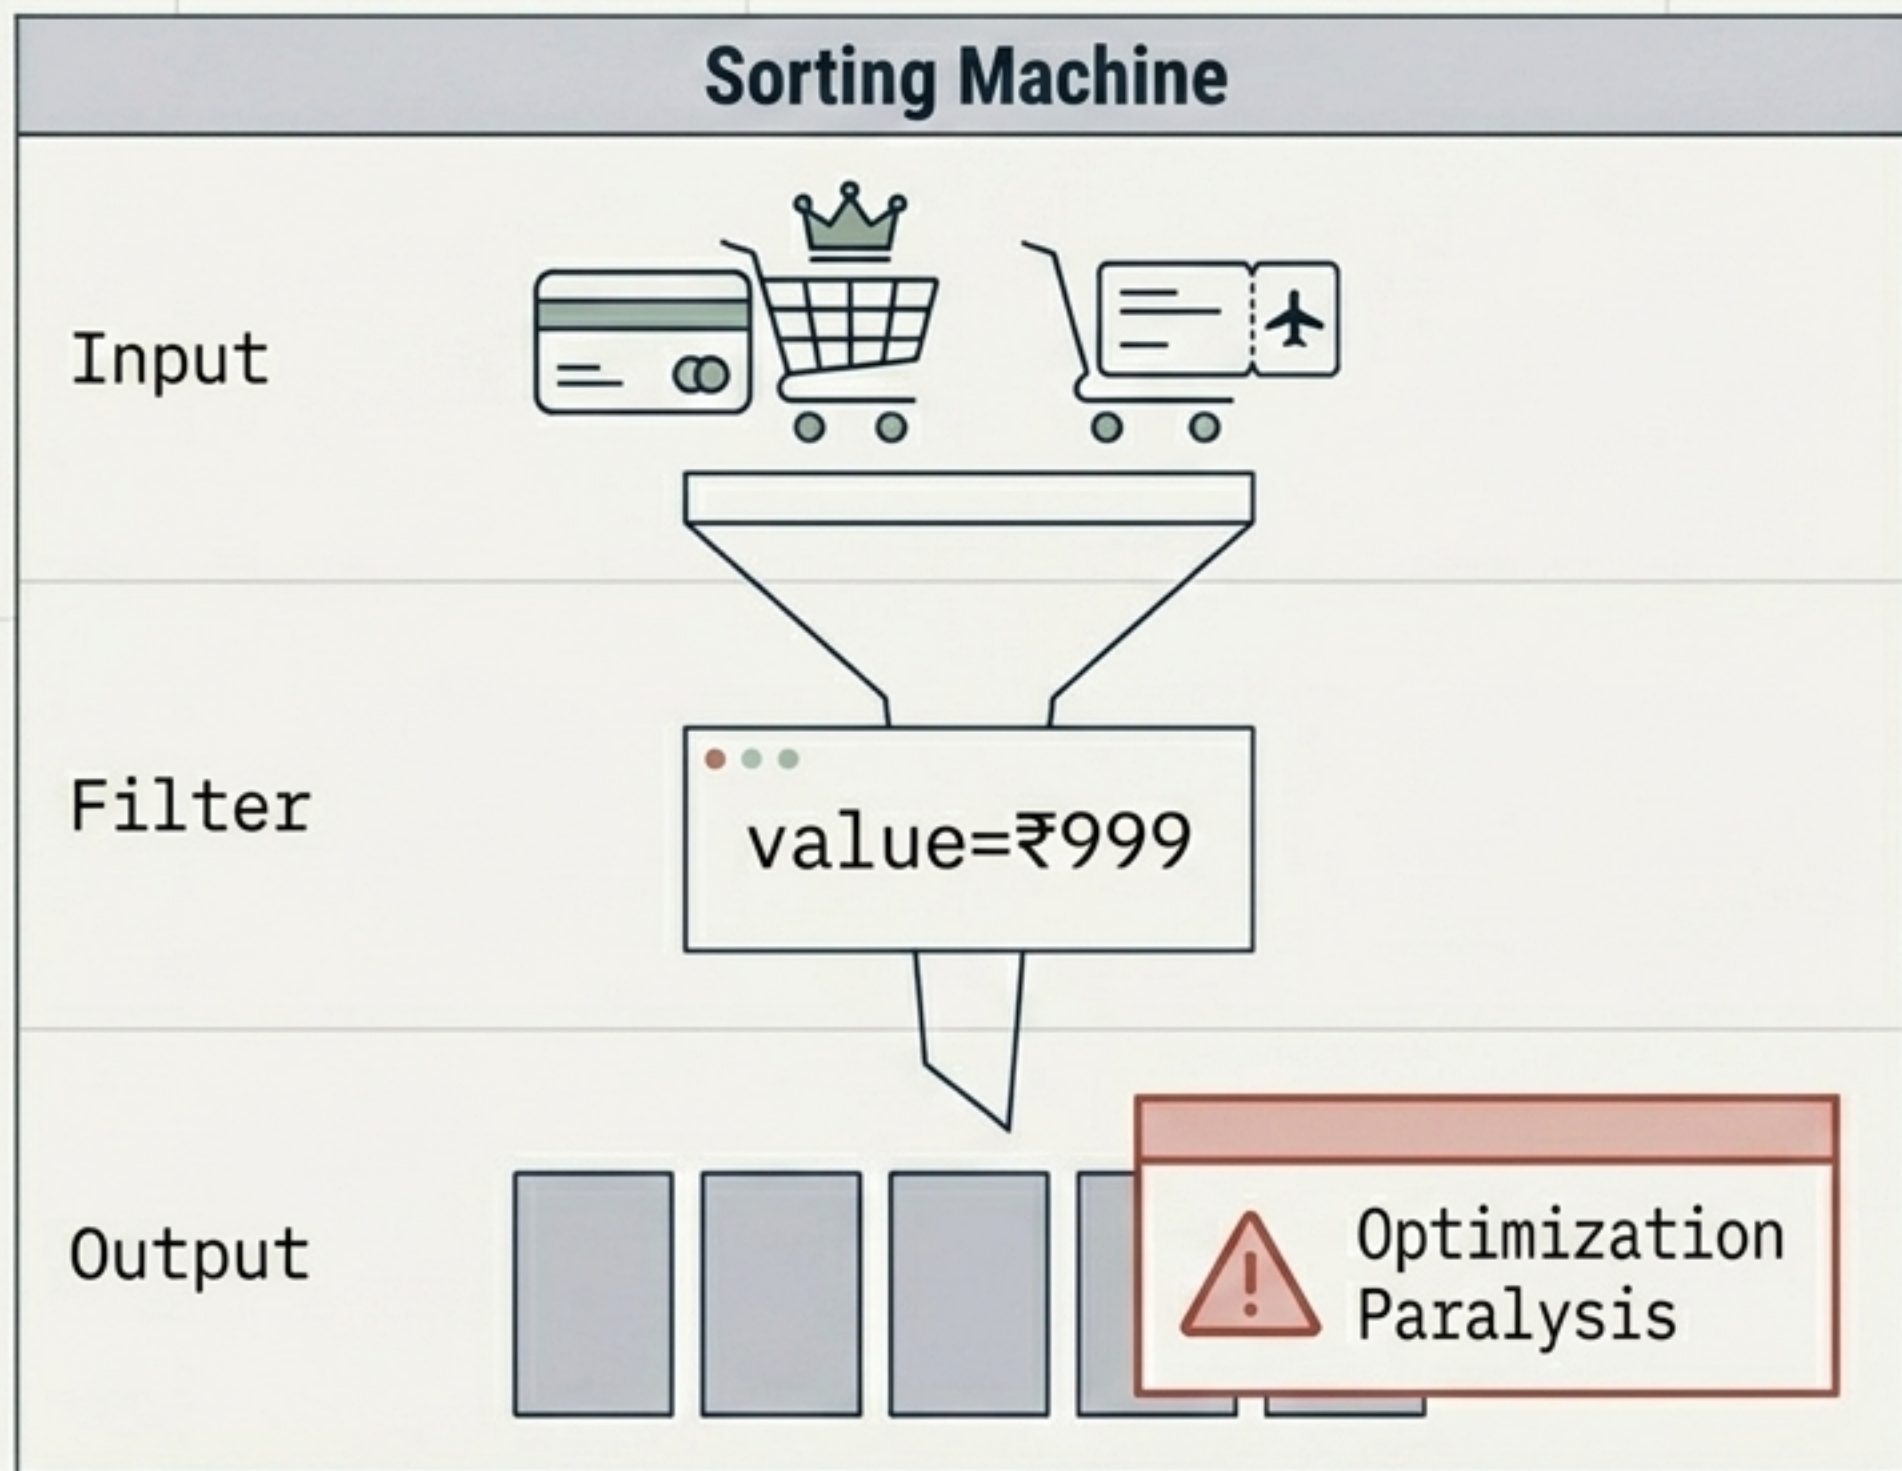 Sorting Machine
Input
Filter
value=₹999
Output
Optimization
Paralysis